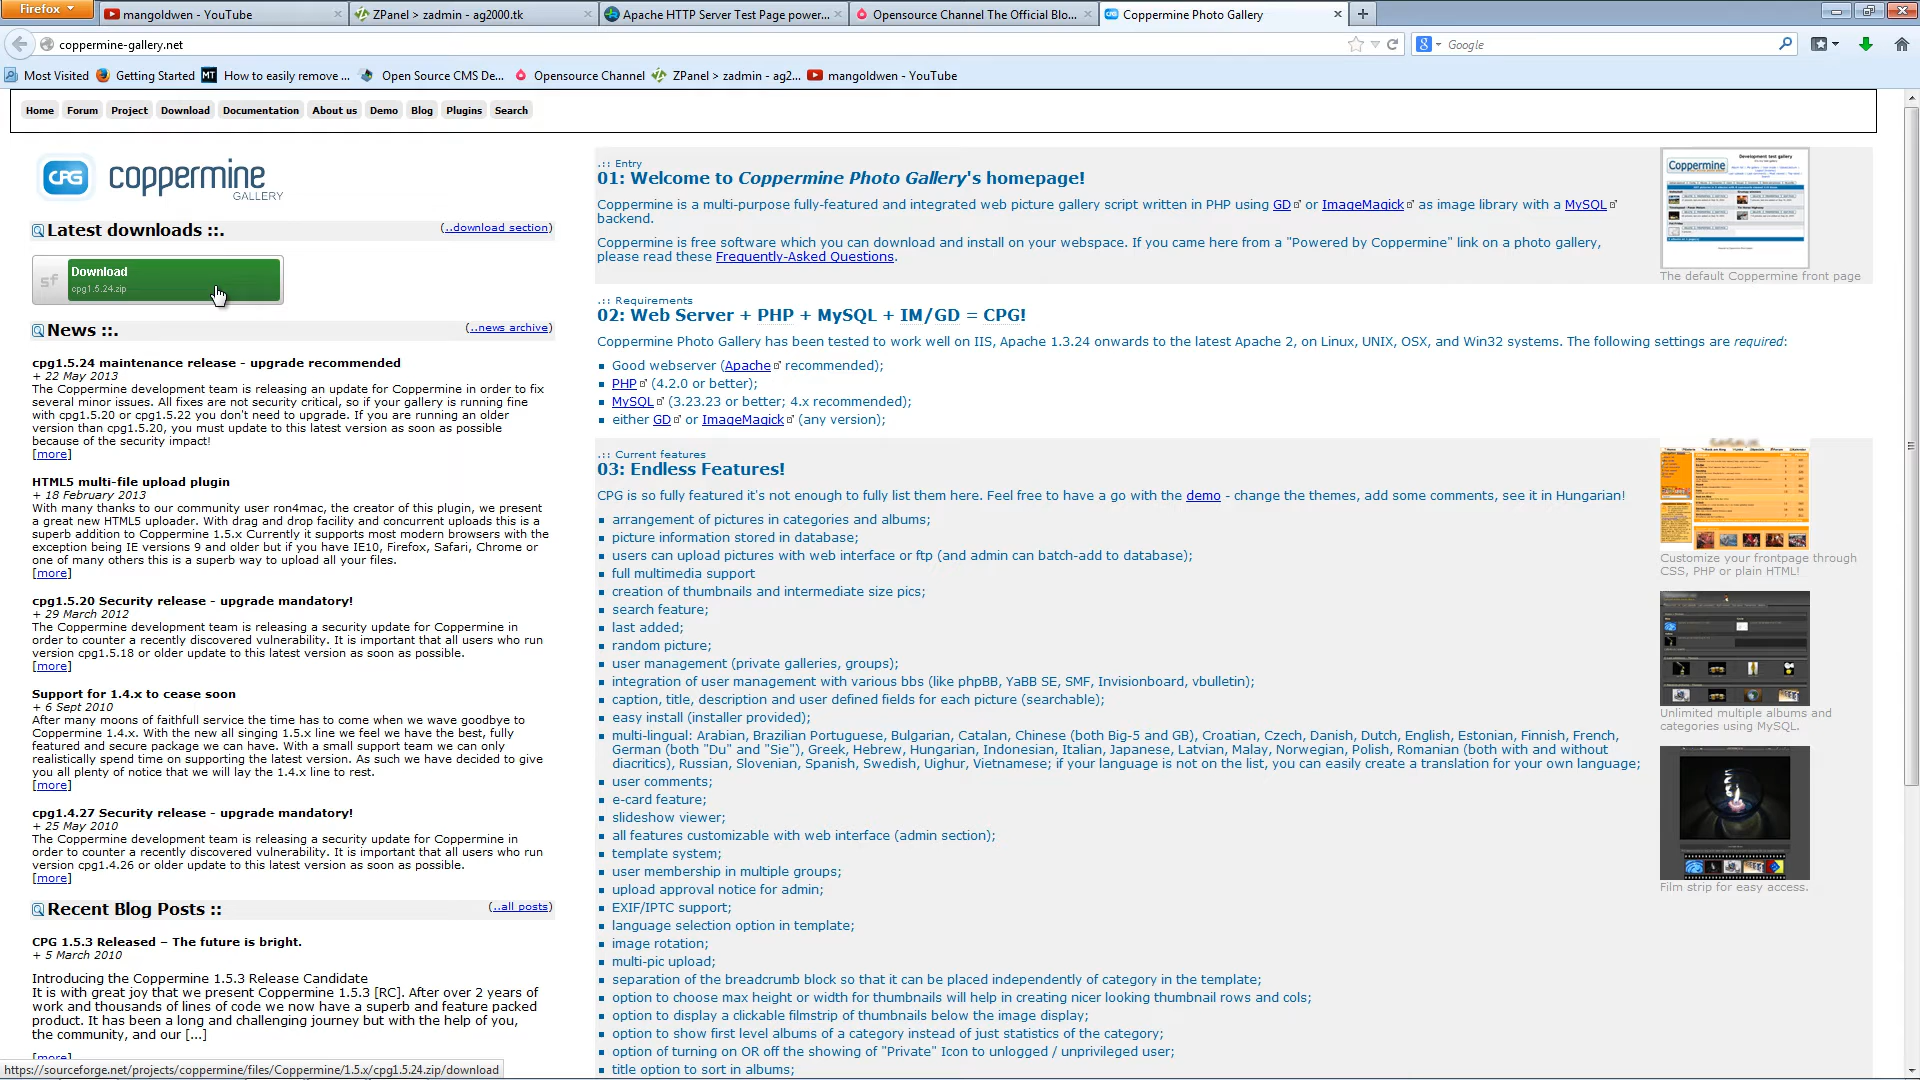 Firefox
mangoldwen - YouTube
ZPanel > zadmin - ag2000.tk
Apache HTTP Server Test Page power...
Opensource Channel The Official Blo...
Coppermine Photo Gallery
coppermine-gallery.net
Google
Most Visited
Getting Started
How to easily remove ...
Open Source CMS De...
Opensource Channel
ZPanel > zadmin - ag2...
mangoldwen - YouTube
Home
Forum
Project
Download
Documentation
About us
Demo
Blog
Plugins
Search
CPG coppermine
GALLERY
Latest downloads ::.
(..download section)
sf
Download
cpg1.5.24.zip
News ::.
(..news archive)
cpg1.5.24 maintenance release - upgrade recommended
+ 22 May 2013
The Coppermine development team is releasing an update for Coppermine in order to fix
several minor issues. All fixes are not security critical, so if your gallery is running fine
with cpg1.5.20 or cpg1.5.22 you don't need to upgrade. If you are running an older
version than cpg1.5.20, you must update to this latest version as soon as possible
because of the security impact!
[more]
HTML5 multi-file upload plugin
+ 18 February 2013
With many thanks to our community user ron4mac, the creator of this plugin, we present
a great new HTML5 uploader. With drag and drop facility and concurrent uploads this is a
superb addition to Coppermine 1.5.x Currently it supports most modern browsers with the
exception being IE versions 9 and older but if you have IE10, Firefox, Safari, Chrome or
one of many others this is a superb way to upload all your files.
[more]
cpg1.5.20 Security release - upgrade mandatory!
+ 29 March 2012
The Coppermine development team is releasing a security update for Coppermine in
order to counter a recently discovered vulnerability. It is important that all users who run
version cpg1.5.18 or older update to this latest version as soon as possible.
[more]
Support for 1.4.x to cease soon
+ 6 Sept 2010
After many moons of faithfull service the time has to come when we wave goodbye to
Coppermine 1.4.x. With the new all singing 1.5.x line we feel we have the best, fully
featured and secure package we can have. With a small support team we can only
realistically spend time on supporting the latest version. As such we have decided to give
you all plenty of notice that we will lay the 1.4.x line to rest.
[more]
cpg1.4.27 Security release - upgrade mandatory!
+ 25 May 2010
The Coppermine development team is releasing a security update for Coppermine in
order to counter a recently discovered vulnerability. It is important that all users who run
version cpg1.4.26 or older update to this latest version as soon as possible.
[more]
Recent Blog Posts ::
(..all posts)
CPG 1.5.3 Released – The future is bright.
+ 5 March 2010
Introducing the Coppermine 1.5.3 Release Candidate
It is with great joy that we present Coppermine 1.5.3 [RC]. After over 2 years of
work and thousands of lines of code we now have a superb and feature packed
product. It has been a long and challenging journey but with the help of you,
the community, and our [...]
[more]
https://sourceforge.net/projects/coppermine/files/Coppermine/1.5.x/cpg1.5.24.zip/download
.:: Entry
01: Welcome to Coppermine Photo Gallery's homepage!
Coppermine is a multi-purpose fully-featured and integrated web picture gallery script written in PHP using GD or ImageMagick as image library with a MySQL
backend.
Coppermine is free software which you can download and install on your webspace. If you came here from a "Powered by Coppermine" link on a photo gallery,
please read these Frequently-Asked Questions.
Coppermine
Development test gallery
The default Coppermine front page
.:: Requirements
02: Web Server + PHP + MySQL + IM/GD = CPG!
Coppermine Photo Gallery has been tested to work well on IIS, Apache 1.3.24 onwards to the latest Apache 2, on Linux, UNIX, OSX, and Win32 systems. The following settings are required:
Good webserver (Apache recommended);
PHP (4.2.0 or better);
MySQL (3.23.23 or better; 4.x recommended);
either GD or ImageMagick (any version);
.:: Current features
03: Endless Features!
CPG is so fully featured it's not enough to fully list them here. Feel free to have a go with the demo - change the themes, add some comments, see it in Hungarian!
arrangement of pictures in categories and albums;
picture information stored in database;
users can upload pictures with web interface or ftp (and admin can batch-add to database);
full multimedia support
creation of thumbnails and intermediate size pics;
search feature;
last added;
random picture;
user management (private galleries, groups);
integration of user management with various bbs (like phpBB, YaBB SE, SMF, Invisionboard, vbulletin);
caption, title, description and user defined fields for each picture (searchable);
easy install (installer provided);
multi-lingual: Arabian, Brazilian Portuguese, Bulgarian, Catalan, Chinese (both Big-5 and GB), Croatian, Czech, Danish, Dutch, English, Estonian, Finnish, French,
German (both "Du" and "Sie"), Greek, Hebrew, Hungarian, Indonesian, Italian, Japanese, Latvian, Malay, Norwegian, Polish, Romanian (both with and without
diacritics), Russian, Slovenian, Spanish, Swedish, Uighur, Vietnamese; if your language is not on the list, you can easily create a translation for your own language;
user comments;
e-card feature;
slideshow viewer;
all features customizable with web interface (admin section);
template system;
user membership in multiple groups;
upload approval notice for admin;
EXIF/IPTC support;
language selection option in template;
image rotation;
multi-pic upload;
separation of the breadcrumb block so that it can be placed independently of category in the template;
option to choose max height or width for thumbnails will help in creating nicer looking thumbnail rows and cols;
option to display a clickable filmstrip of thumbnails below the image display;
option to show first level albums of a category instead of just statistics of the category;
option of turning on OR off the showing of "Private" Icon to unlogged / unprivileged user;
title option to sort in albums;
Customize your frontpage through
CSS, PHP or plain HTML!
Unlimited multiple albums and
categories using MySQL.
Film strip for easy access.